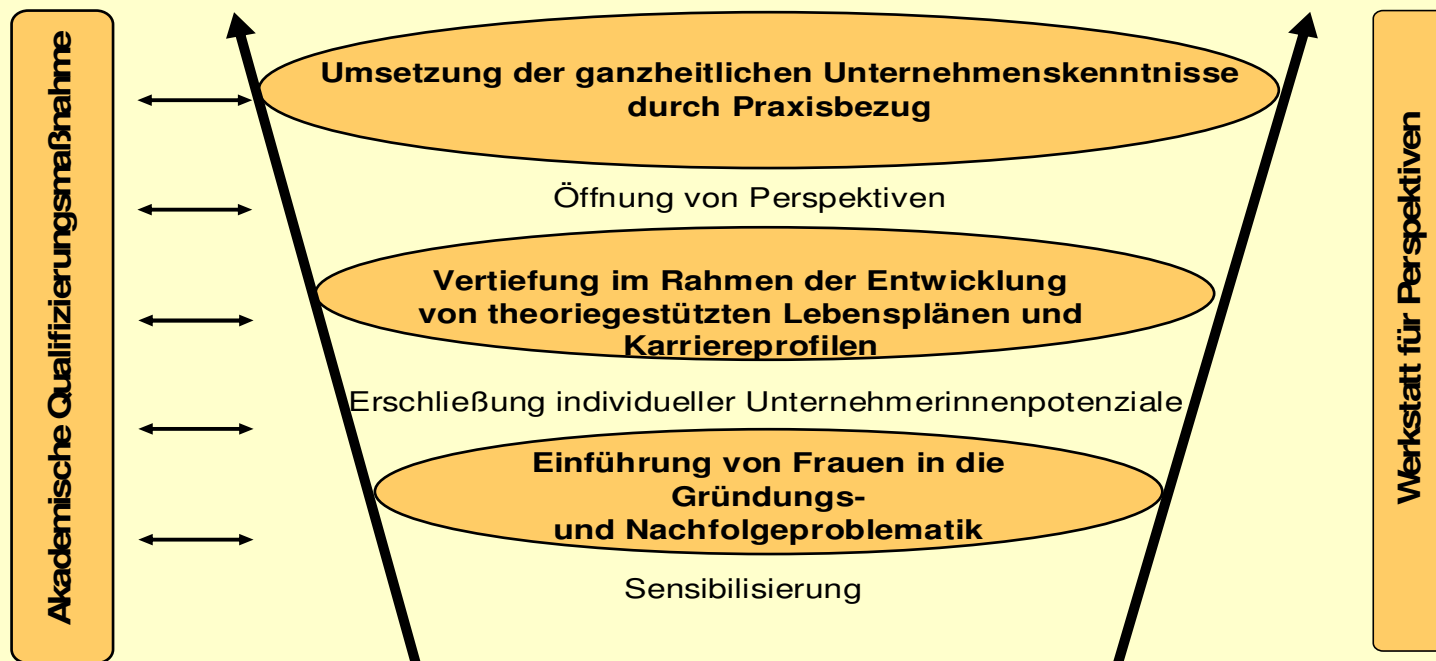 Akademische Qualifizierungsmaßnahme
Umsetzung der ganzheitlichen Unternehmenskenntnisse
durch Praxisbezug
Öffnung von Perspektiven
Vertiefung im Rahmen der Entwicklung
von theoriegestützten Lebensplänen und
Karriereprofilen
Erschließung individueller Unternehmerinnenpotenziale
Einführung von Frauen in die
Gründungs-
und Nachfolgeproblematik
Sensibilisierung
Werkstatt für Perspektiven